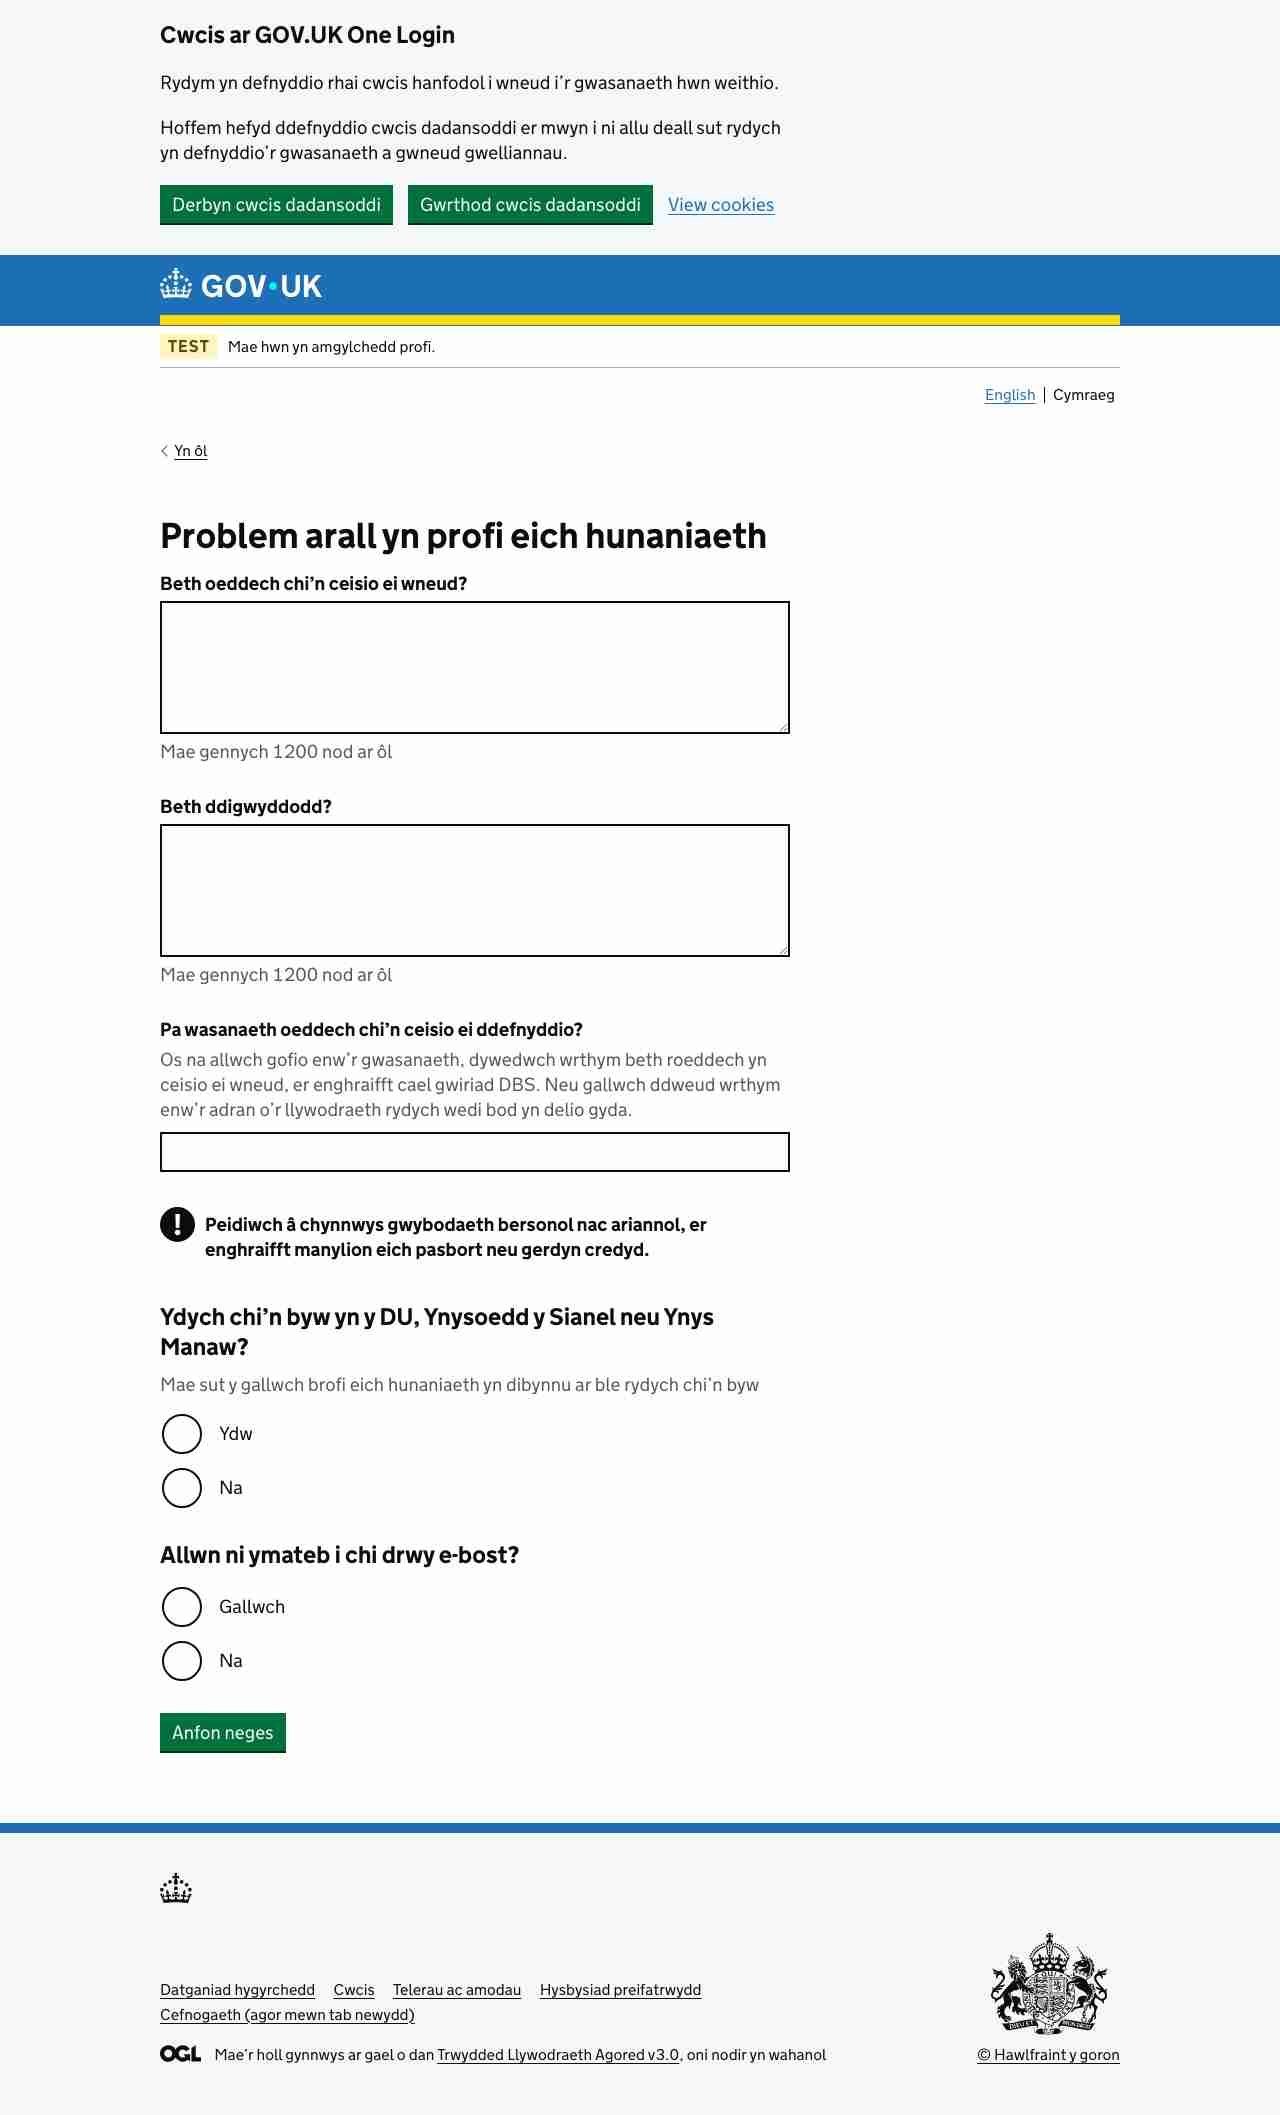 Cwcis ar GOV.UK One Login
Rydym yn defnyddio rhai cwcis hanfodol i wneud i’r gwasanaeth hwn weithio.
Hoffem hefyd ddefnyddio cwcis dadansoddi er mwyn i ni allu deall sut rydych
yn defnyddio’r gwasanaeth a gwneud gwelliannau.
Derbyn cwcis dadansoddi Gwrthod cwcis dadansoddi View cookies
GOV•UK
TEST Mae hwn yn amgylchedd profi.
English | Cymraeg
Yn ôl
Problem arall yn profi eich hunaniaeth
Beth oeddech chi’n ceisio ei wneud?
Mae gennych 1200 nod ar ôl
Beth ddigwyddodd?
Mae gennych 1200 nod ar ôl
Pa wasanaeth oeddech chi’n ceisio ei ddefnyddio?
Os na allwch gofio enw’r gwasanaeth, dywedwch wrthym beth roeddech yn
ceisio ei wneud, er enghraifft cael gwiriad DBS. Neu gallwch ddweud wrthym
enw’r adran o’r llywodraeth rydych wedi bod yn delio gyda.
! Peidiwch â chynnwys gwybodaeth bersonol nac ariannol, er
enghraifft manylion eich pasbort neu gerdyn credyd.
Ydych chi’n byw yn y DU, Ynysoedd y Sianel neu Ynys
Manaw?
Mae sut y gallwch brofi eich hunaniaeth yn dibynnu ar ble rydych chi’n byw
Ydw
Na
Allwn ni ymateb i chi drwy e-bost?
Gallwch
Na
Anfon neges
Datganiad hygyrchedd Cwcis Telerau ac amodau Hysbysiad preifatrwydd
Cefnogaeth (agor mewn tab newydd)
OGL Mae’r holl gynnwys ar gael o dan Trwydded Llywodraeth Agored v3.0, oni nodir yn wahanol
© Hawlfraint y goron